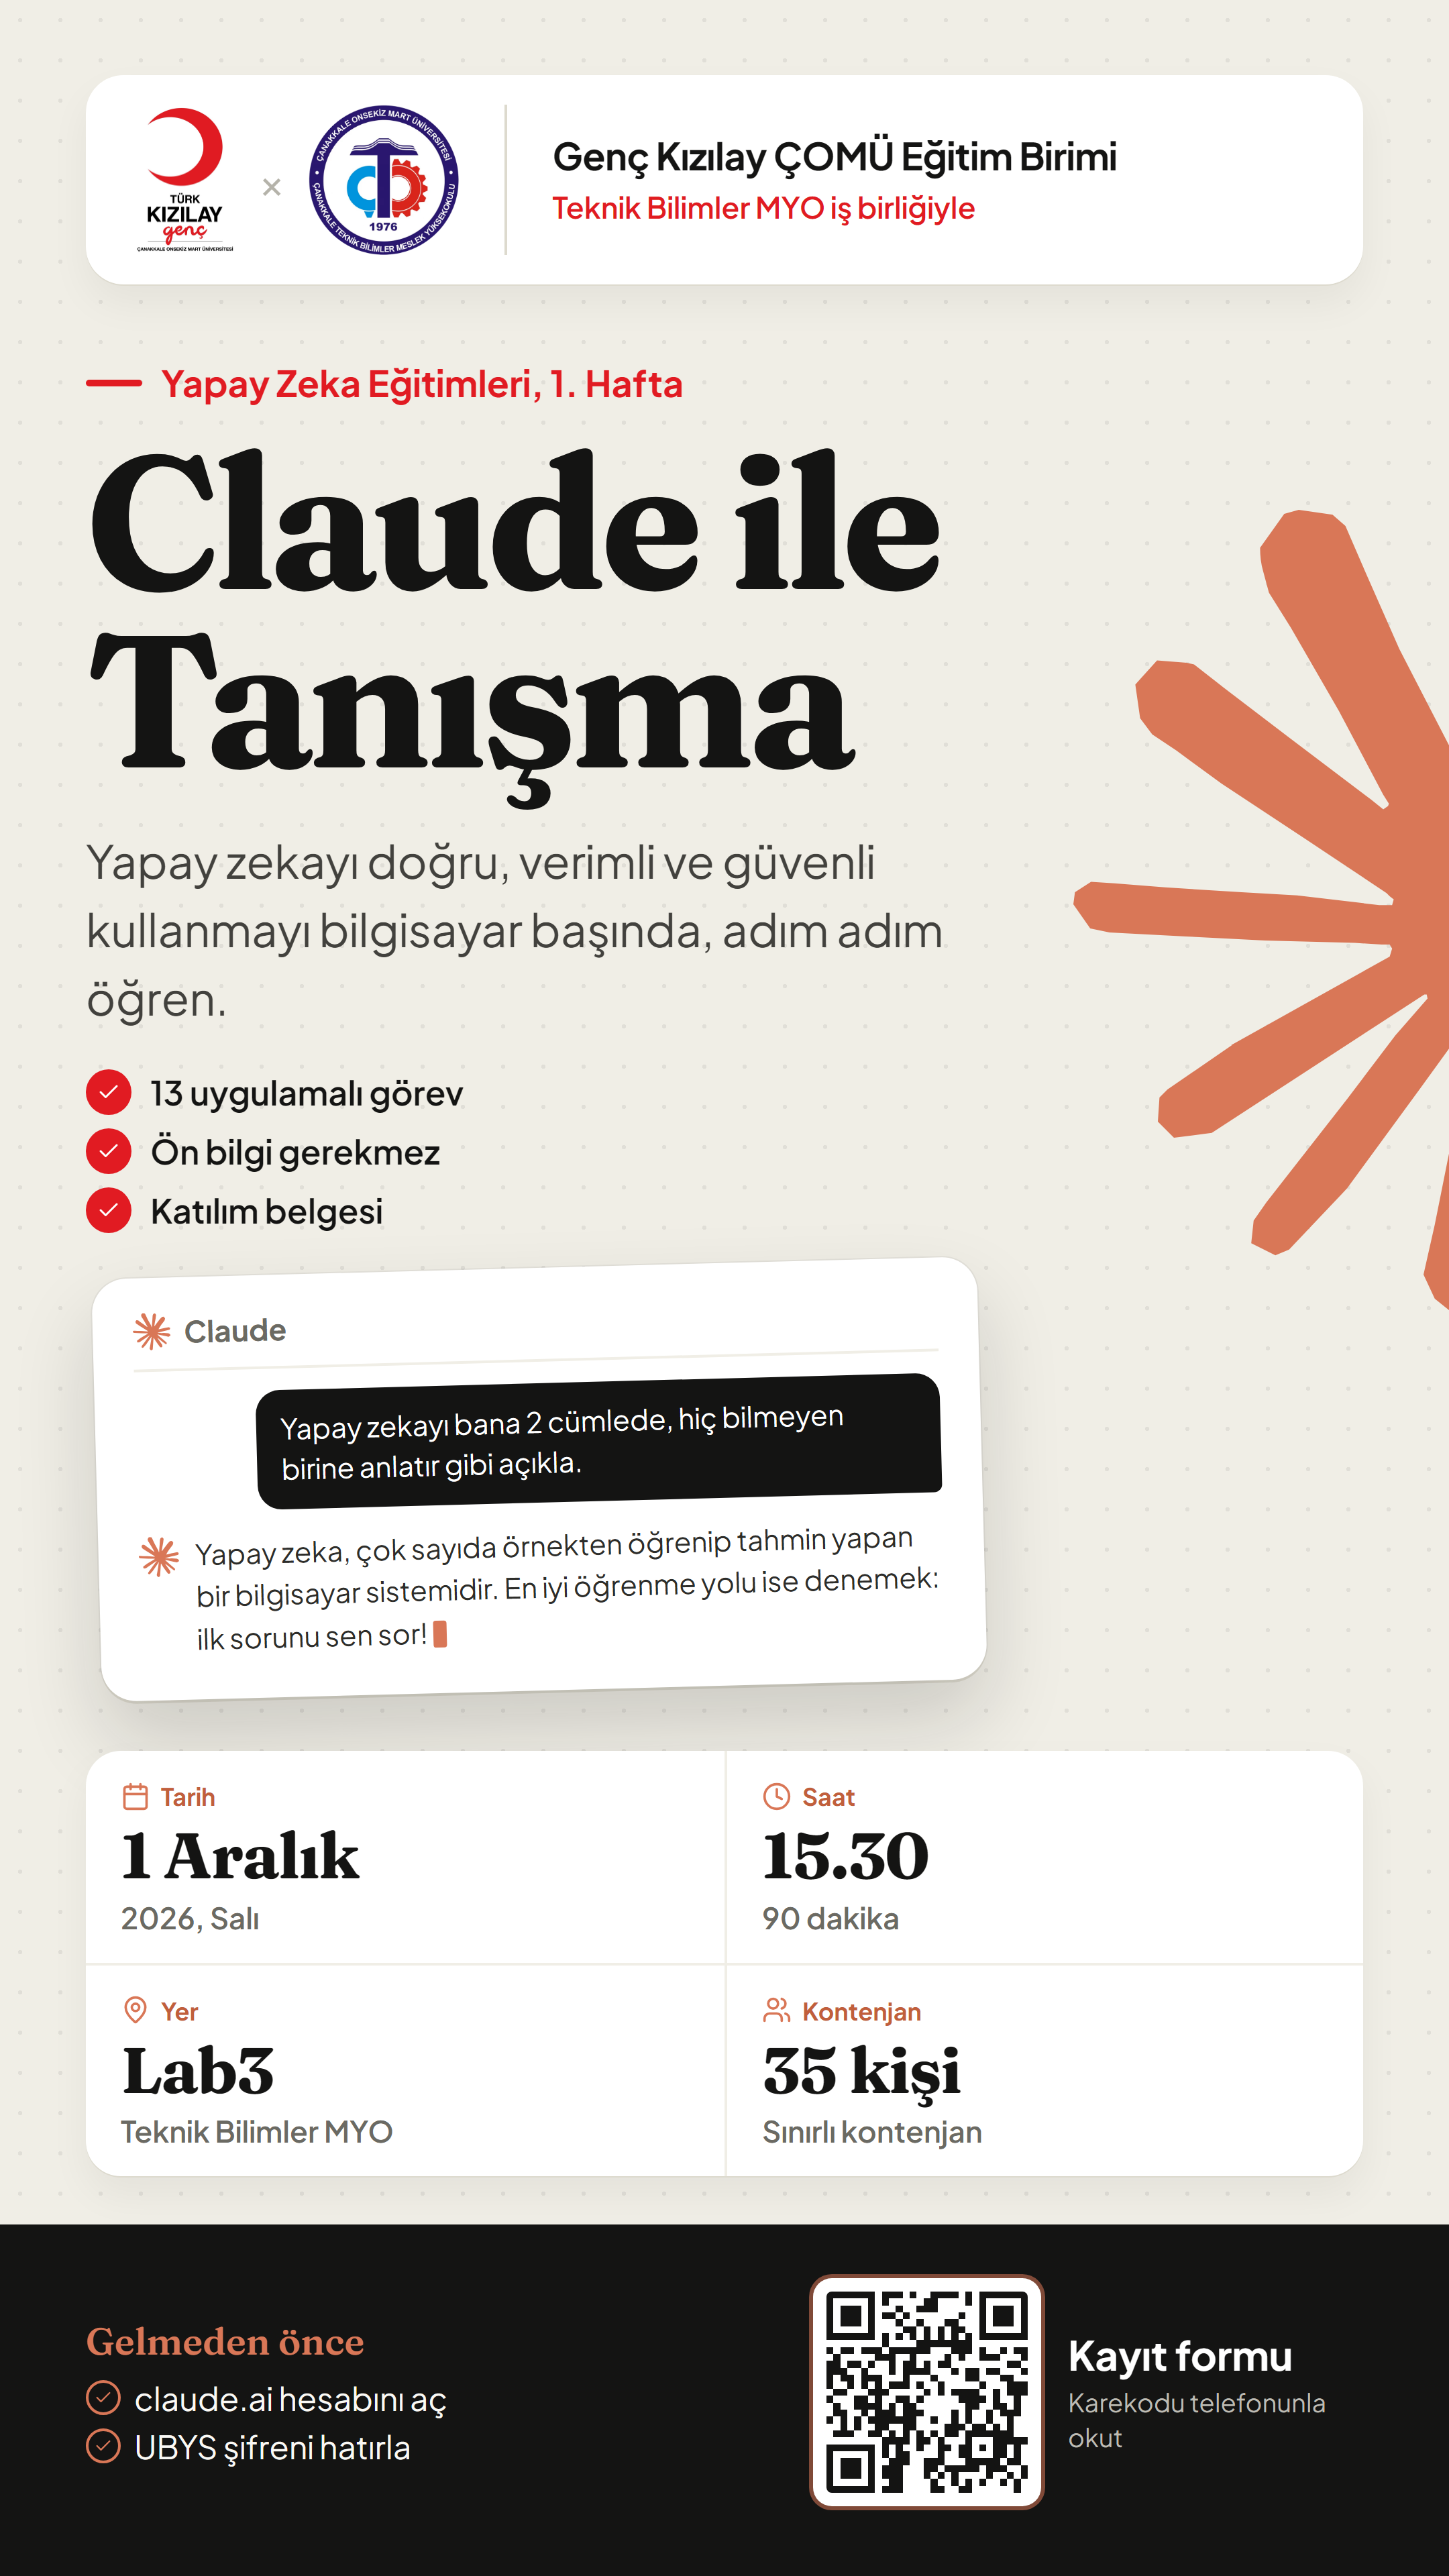 TÜRK
KIZILAY
genç
ÇANAKKALE ONSEKİZ MART ÜNİVERSİTESİ
×
ÇANAKKALE ONSEKİZ MART ÜNİVERSİTESİ
ÇANAKKALE TEKNİK BİLİMLER MESLEK YÜKSEKOKULU
1976
Genç Kızılay ÇOMÜ Eğitim Birimi
Teknik Bilimler MYO iş birliğiyle
Yapay Zeka Eğitimleri, 1. Hafta
Claude ile
Tanışma
Yapay zekayı doğru, verimli ve güvenli
kullanmayı bilgisayar başında, adım adım
öğren.
13 uygulamalı görev
Ön bilgi gerekmez
Katılım belgesi
Claude
Yapay zekayı bana 2 cümlede, hiç bilmeyen
birine anlatır gibi açıkla.
Yapay zeka, çok sayıda örnekten öğrenip tahmin yapan
bir bilgisayar sistemidir. En iyi öğrenme yolu ise denemek:
ilk sorunu sen sor!
Tarih
1 Aralık
2026, Salı
Saat
15.30
90 dakika
Yer
Lab3
Teknik Bilimler MYO
Kontenjan
35 kişi
Sınırlı kontenjan
Gelmeden önce
claude.ai hesabını aç
UBYS şifreni hatırla
Kayıt formu
Karekodu telefonunla
okut